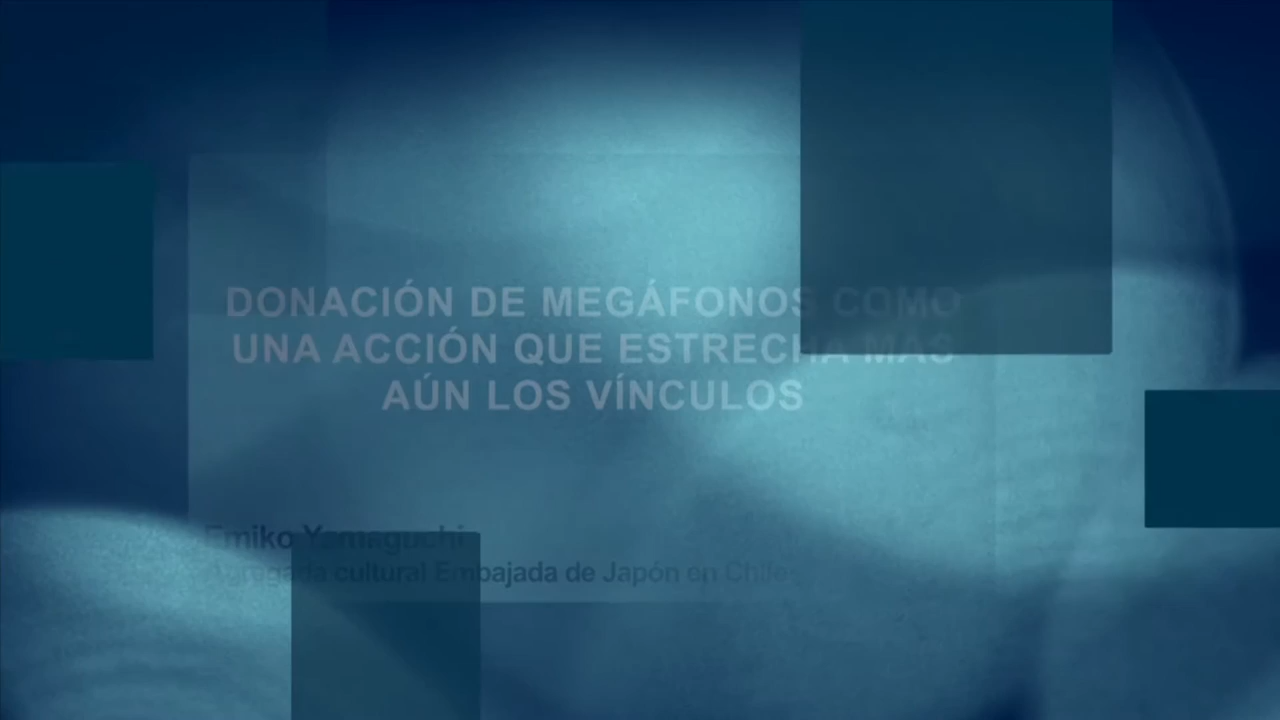 DONACIÓN DE MEGÁFONOS COMO
UNA ACCIÓN QUE ESTRECHA MÁS
AÚN LOS VÍNCULOS
Emiko Yamaguchi
Agregada cultural Embajada de Japón en Chile